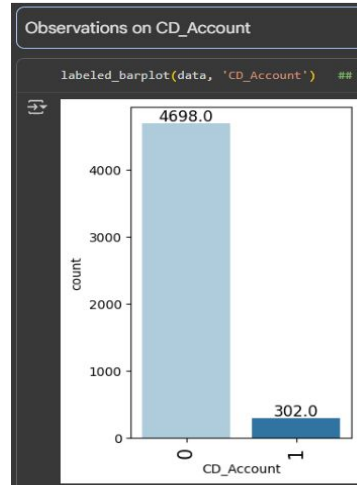 Observations on CD_Account
labeled_barplot(data, 'CD_Account') ##
4698.0
4000
3000
2000
1000
0
count
302.0
0
1
CD_Account